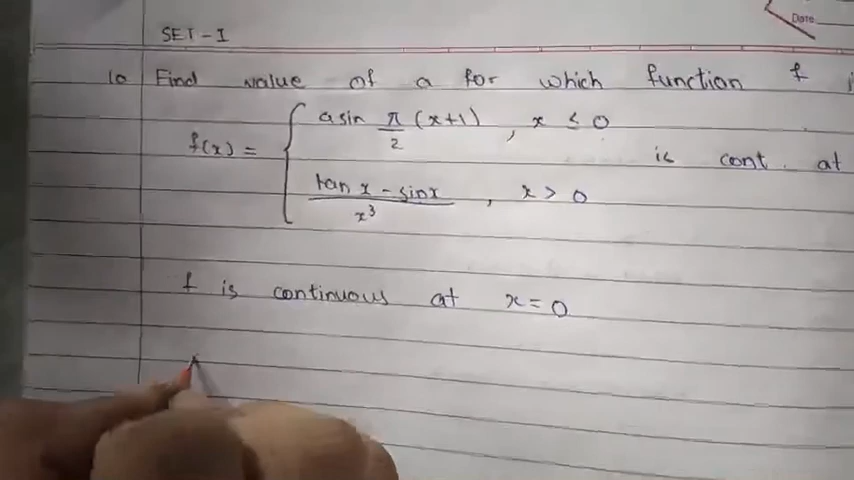 Date
SET-I
10 Find value of a for which function f
f(x) = { a sin π/2 (x+1) , x ≤ 0
is cont. at
tan x - sin x / x³ , x > 0
f is continuous at x = 0